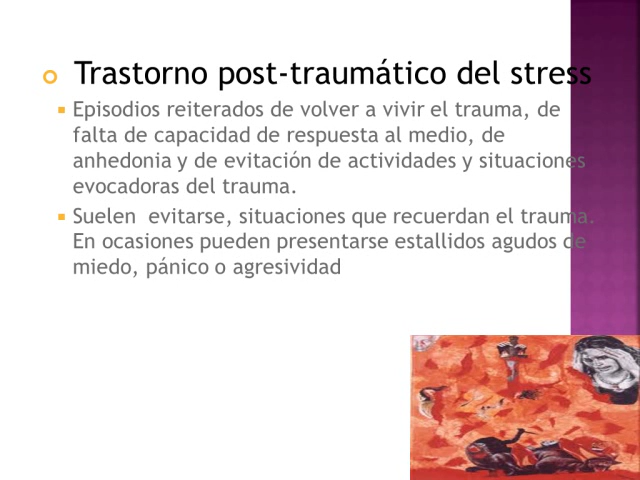 Trastorno post-traumático del stress
Episodios reiterados de volver a vivir el trauma, de
falta de capacidad de respuesta al medio, de
anhedonia y de evitación de actividades y situaciones
evocadoras del trauma.
Suelen  evitarse, situaciones que recuerdan el trauma.
En ocasiones pueden presentarse estallidos agudos de
miedo, pánico o agresividad